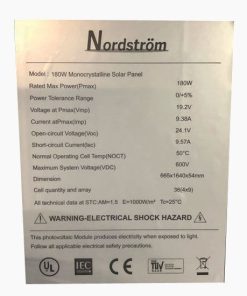 Nordström
Model : 180W Monocrystalline Solar Panel
Rated Max Power(Pmax) 180W
Power Tolerance Range 0/+5%
Voltage at Pmax(Vmp) 19.2V
Current atPmax(Imp) 9.38A
Open-circuit Voltage(Voc) 24.1V
Short-circuit Current(Isc) 9.57A
Normal Operating Cell Temp(NOCT) 50°C
Maximum System Voltage(VDC) 600V
Dimension 665x1640x54mm
Cell quantity and array 36(4x9)
All technical data at STC:AM=1.5 E=1000W/m² Tc=25°C
WARNING-ELECTRICAL SHOCK HAZARD
This photovoltaic Module produces electricity when exposed to light.
Follow all applicable electrical safety precautions.
UL IEC CE TÜV